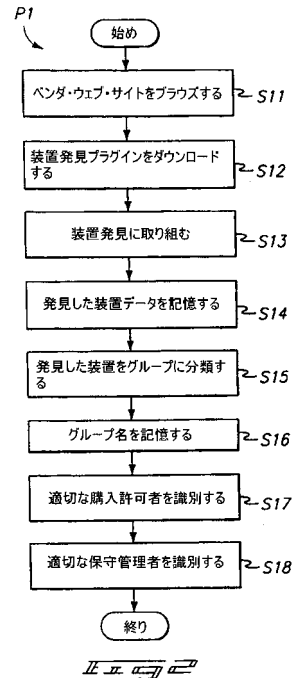 P1
始め
ベンダ・ウェブ・サイトをブラウズする
S11
装置発見プラグインをダウンロード
する
S12
装置発見に取り組む
S13
発見した装置データを記憶する
S14
発見した装置をグループに分類す
る
S15
グループ名を記憶する
S16
適切な購入許可者を識別する
S17
適切な保守管理者を識別する
S18
終り
FIG 2